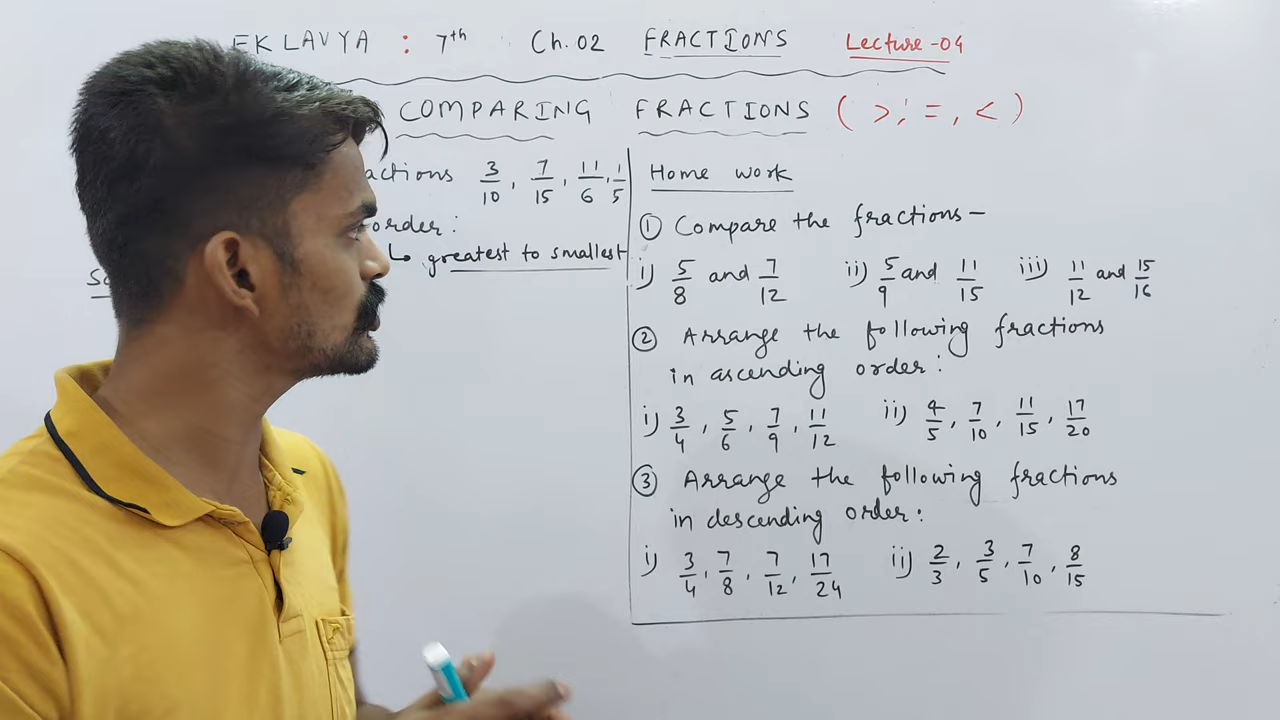 EKLAVYA : 7th Ch. 02 FRACTIONS Lecture-04
COMPARING FRACTIONS ( >, =, < )
actions 3/10, 7/15, 11/6, 1/5
order :
↳ greatest to smallest
So
Home work
① Compare the fractions –
i) 5/8 and 7/12 ii) 5/9 and 11/15 iii) 11/12 and 15/16
② Arrange the following fractions
in ascending order :
i) 3/4, 5/6, 7/9, 11/12 ii) 4/5, 7/10, 11/15, 17/20
③ Arrange the following fractions
in descending order :
i) 3/4, 7/8, 7/12, 17/24 ii) 2/3, 3/5, 7/10, 8/15